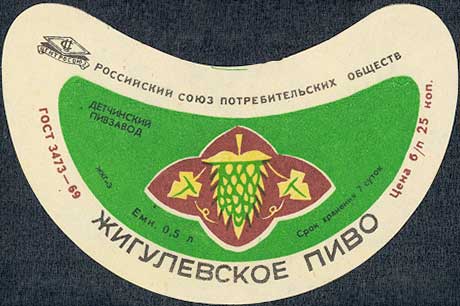 ЦЕНТРОСОЮЗ
РОССИЙСКИЙ СОЮЗ ПОТРЕБИТЕЛЬСКИХ ОБЩЕСТВ
ДЕТЧИНСКИЙ
ПИВЗАВОД
ГОСТ 3473—69
Емк. 0,5 л
Срок хранения 7 суток
Цена б/п 25 коп.
ЖИГУЛЕВСКОЕ ПИВО